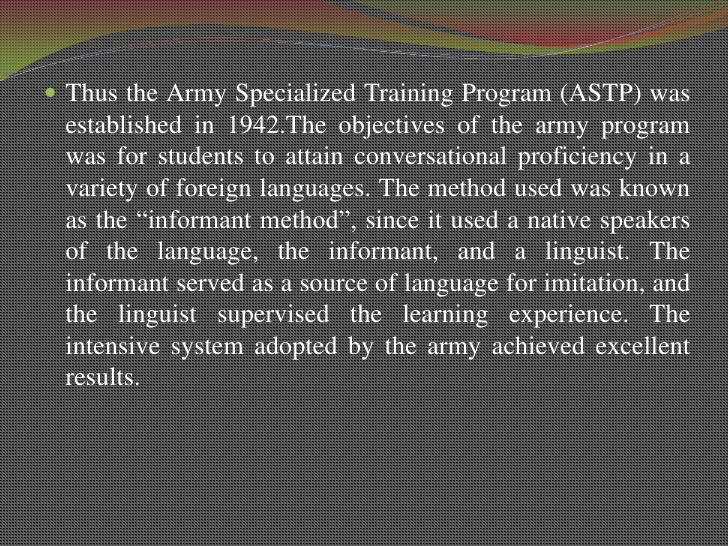 Thus the Army Specialized Training Program (ASTP) was
established in 1942.The objectives of the army program
was for students to attain conversational proficiency in a
variety of foreign languages. The method used was known
as the “informant method”, since it used a native speakers
of the language, the informant, and a linguist. The
informant served as a source of language for imitation, and
the linguist supervised the learning experience. The
intensive system adopted by the army achieved excellent
results.